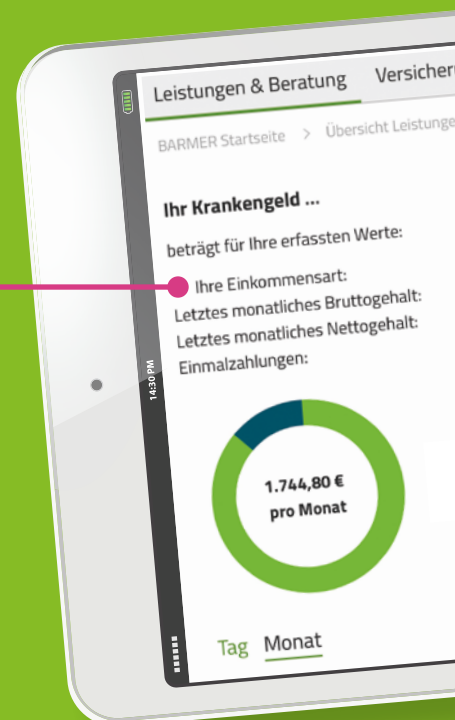 Leistungen & Beratung
BARMER Startseite > Übersicht
Ihr Krankengeld ...
beträgt für Ihre erfassten Werte:
Ihre Einkommensart:
Letztes monatliches Bruttogehalt:
Letztes monatliches Nettogehalt:
Einmalzahlungen:
14:30 PM
1.744,80 €
pro Monat
Tag Monat